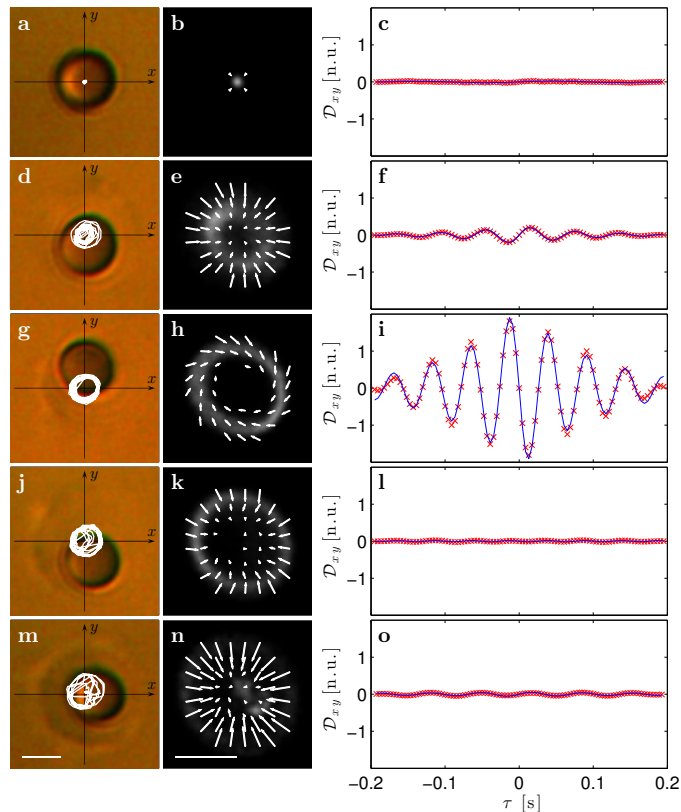 a y x
b
c
𝒟xy [n.u.]
1
0
−1
d y x
e
f
𝒟xy [n.u.]
1
0
−1
g y x
h
i
𝒟xy [n.u.]
1
0
−1
j y x
k
l
𝒟xy [n.u.]
1
0
−1
m y x
n
o
𝒟xy [n.u.]
1
0
−1
−0.2 −0.1 0 0.1 0.2
τ [s]